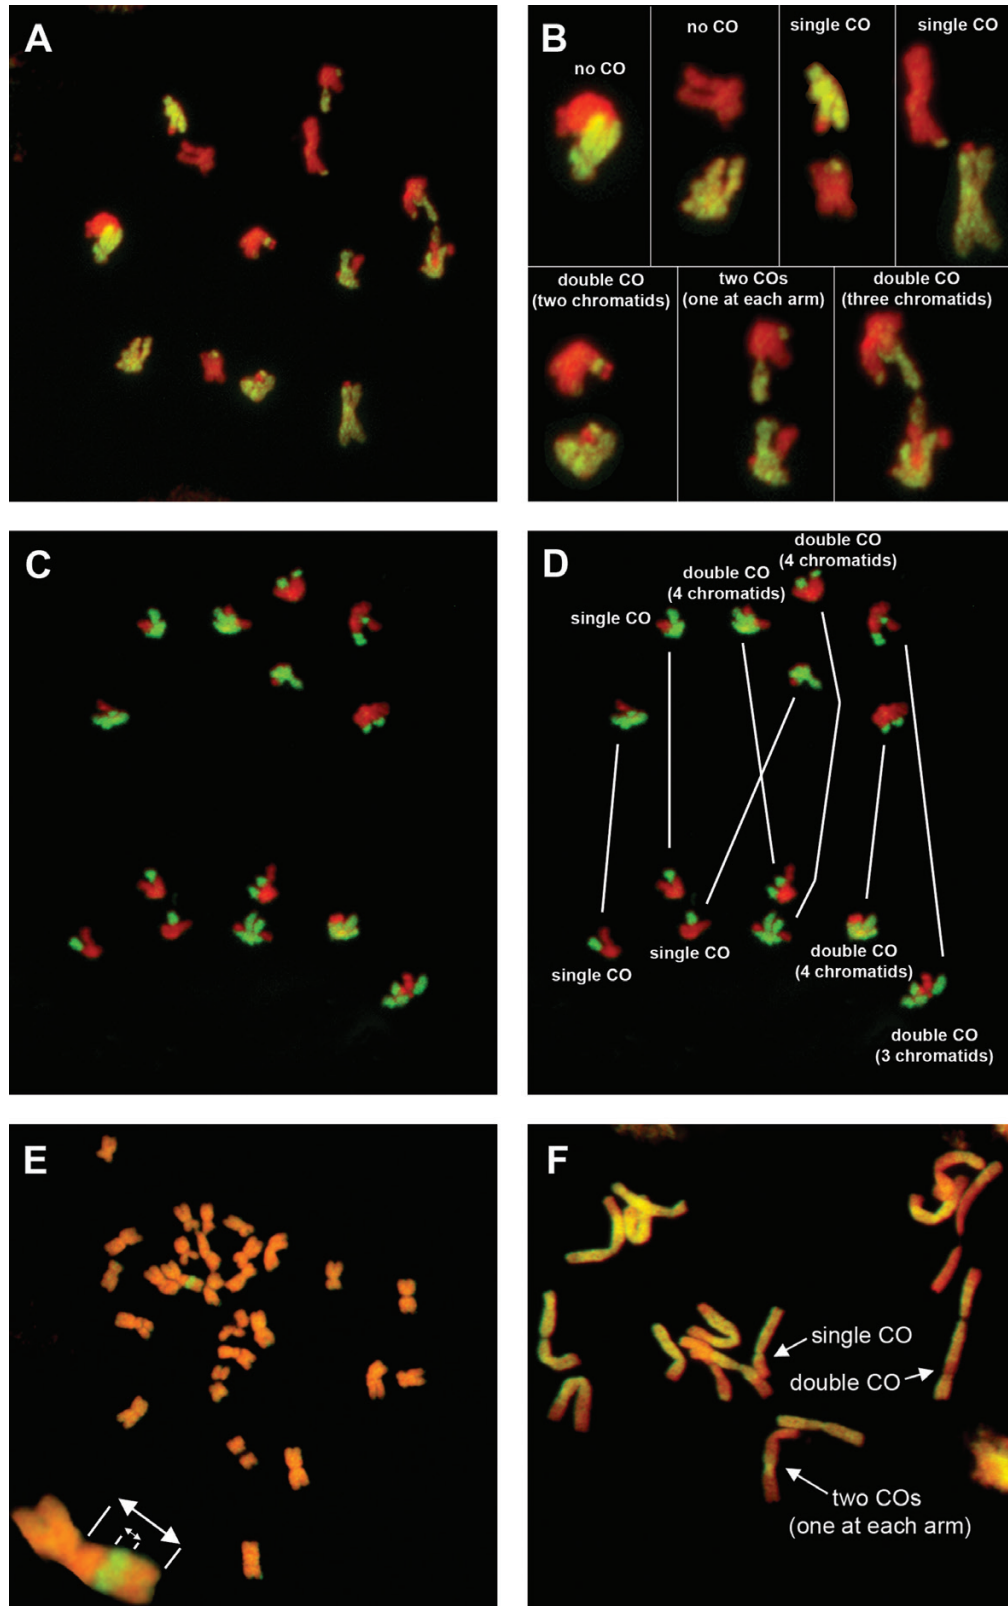 A
B
no CO
no CO
single CO
single CO
double CO
(two chromatids)
two COs
(one at each arm)
double CO
(three chromatids)
C
D
single CO
double CO
(4 chromatids)
double CO
(4 chromatids)
single CO
single CO
double CO
(4 chromatids)
double CO
(3 chromatids)
E
F
single CO
double CO
two COs
(one at each arm)